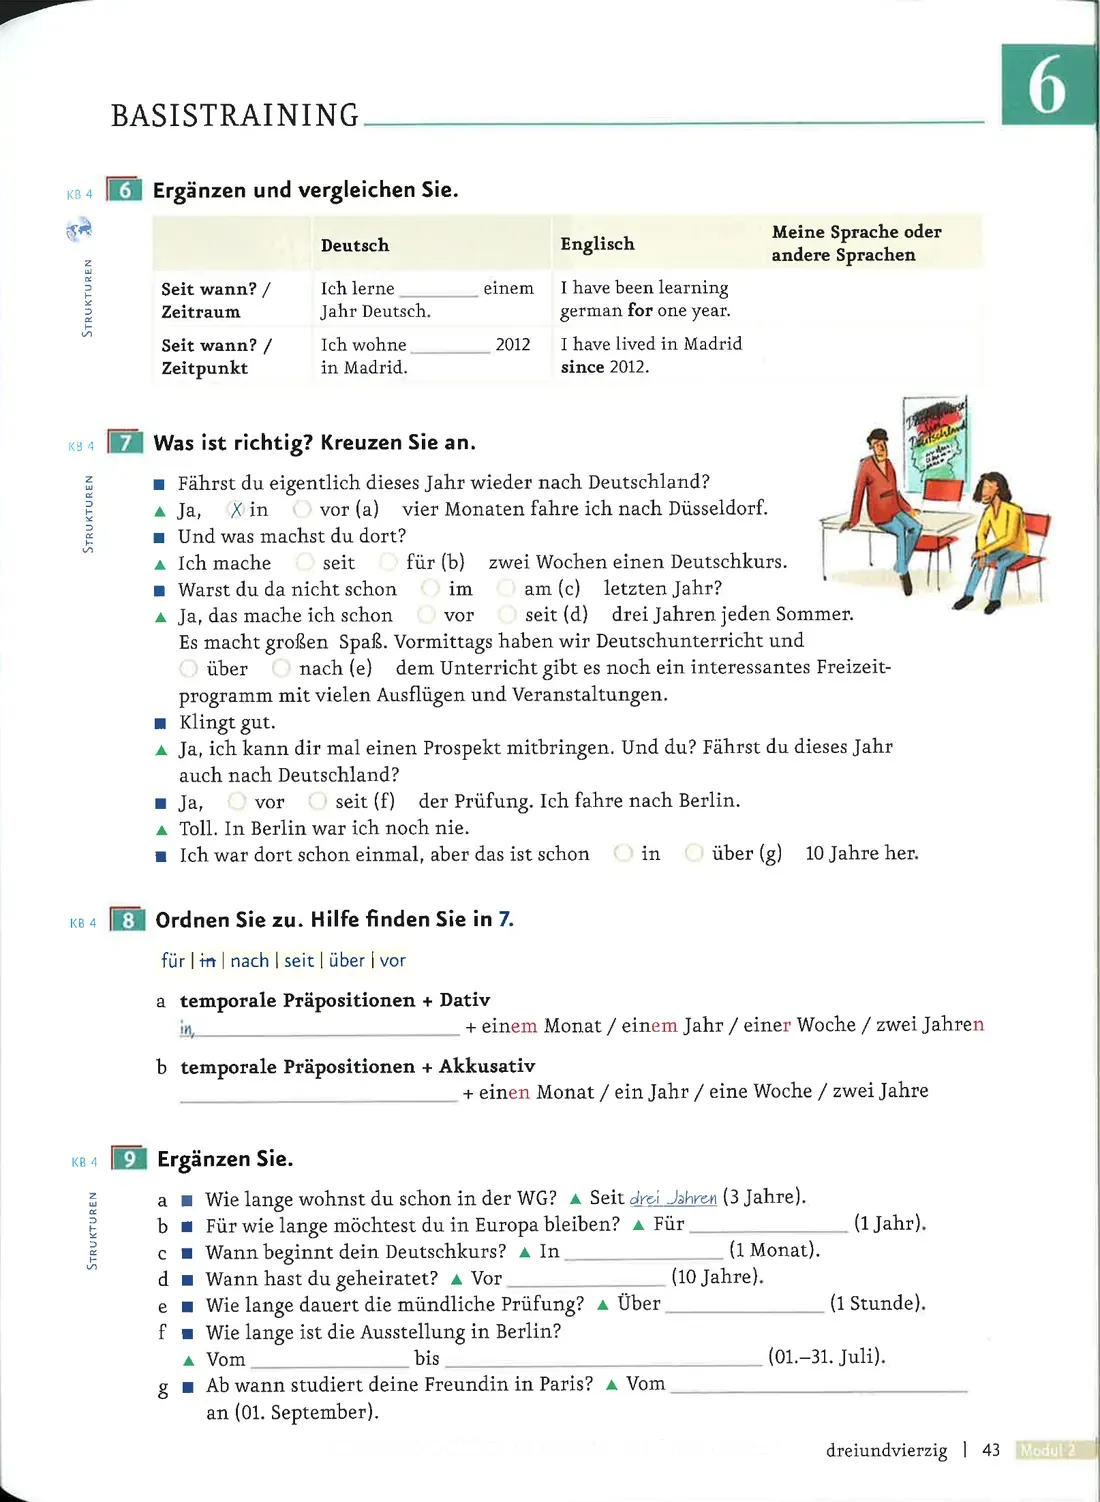 6
BASISTRAINING
KB 4 6 Ergänzen und vergleichen Sie.
STRUKTUREN
Deutsch Englisch Meine Sprache oder andere Sprachen
Seit wann? / Ich lerne ________ einem I have been learning
Zeitraum Jahr Deutsch. german for one year.
Seit wann? / Ich wohne ________ 2012 I have lived in Madrid
Zeitpunkt in Madrid. since 2012.
KB 4 7 Was ist richtig? Kreuzen Sie an.
STRUKTUREN
■ Fährst du eigentlich dieses Jahr wieder nach Deutschland?
▲ Ja, X in ○ vor (a) vier Monaten fahre ich nach Düsseldorf.
■ Und was machst du dort?
▲ Ich mache ○ seit ○ für (b) zwei Wochen einen Deutschkurs.
■ Warst du da nicht schon ○ im ○ am (c) letzten Jahr?
▲ Ja, das mache ich schon ○ vor ○ seit (d) drei Jahren jeden Sommer.
Es macht großen Spaß. Vormittags haben wir Deutschunterricht und
○ über ○ nach (e) dem Unterricht gibt es noch ein interessantes Freizeit-
programm mit vielen Ausflügen und Veranstaltungen.
■ Klingt gut.
▲ Ja, ich kann dir mal einen Prospekt mitbringen. Und du? Fährst du dieses Jahr
auch nach Deutschland?
■ Ja, ○ vor ○ seit (f) der Prüfung. Ich fahre nach Berlin.
▲ Toll. In Berlin war ich noch nie.
■ Ich war dort schon einmal, aber das ist schon ○ in ○ über (g) 10 Jahre her.
KB 4 8 Ordnen Sie zu. Hilfe finden Sie in 7.
für | in | nach | seit | über | vor
a temporale Präpositionen + Dativ
in, ________ + einem Monat / einem Jahr / einer Woche / zwei Jahren
b temporale Präpositionen + Akkusativ
________ + einen Monat / ein Jahr / eine Woche / zwei Jahre
KB 4 9 Ergänzen Sie.
STRUKTUREN
a ■ Wie lange wohnst du schon in der WG? ▲ Seit drei Jahren (3 Jahre).
b ■ Für wie lange möchtest du in Europa bleiben? ▲ Für ________ (1 Jahr).
c ■ Wann beginnt dein Deutschkurs? ▲ In ________ (1 Monat).
d ■ Wann hast du geheiratet? ▲ Vor ________ (10 Jahre).
e ■ Wie lange dauert die mündliche Prüfung? ▲ Über ________ (1 Stunde).
f ■ Wie lange ist die Ausstellung in Berlin?
▲ Vom ________ bis ________ (01.–31. Juli).
g ■ Ab wann studiert deine Freundin in Paris? ▲ Vom ________
an (01. September).
dreiundvierzig | 43 Modul 2